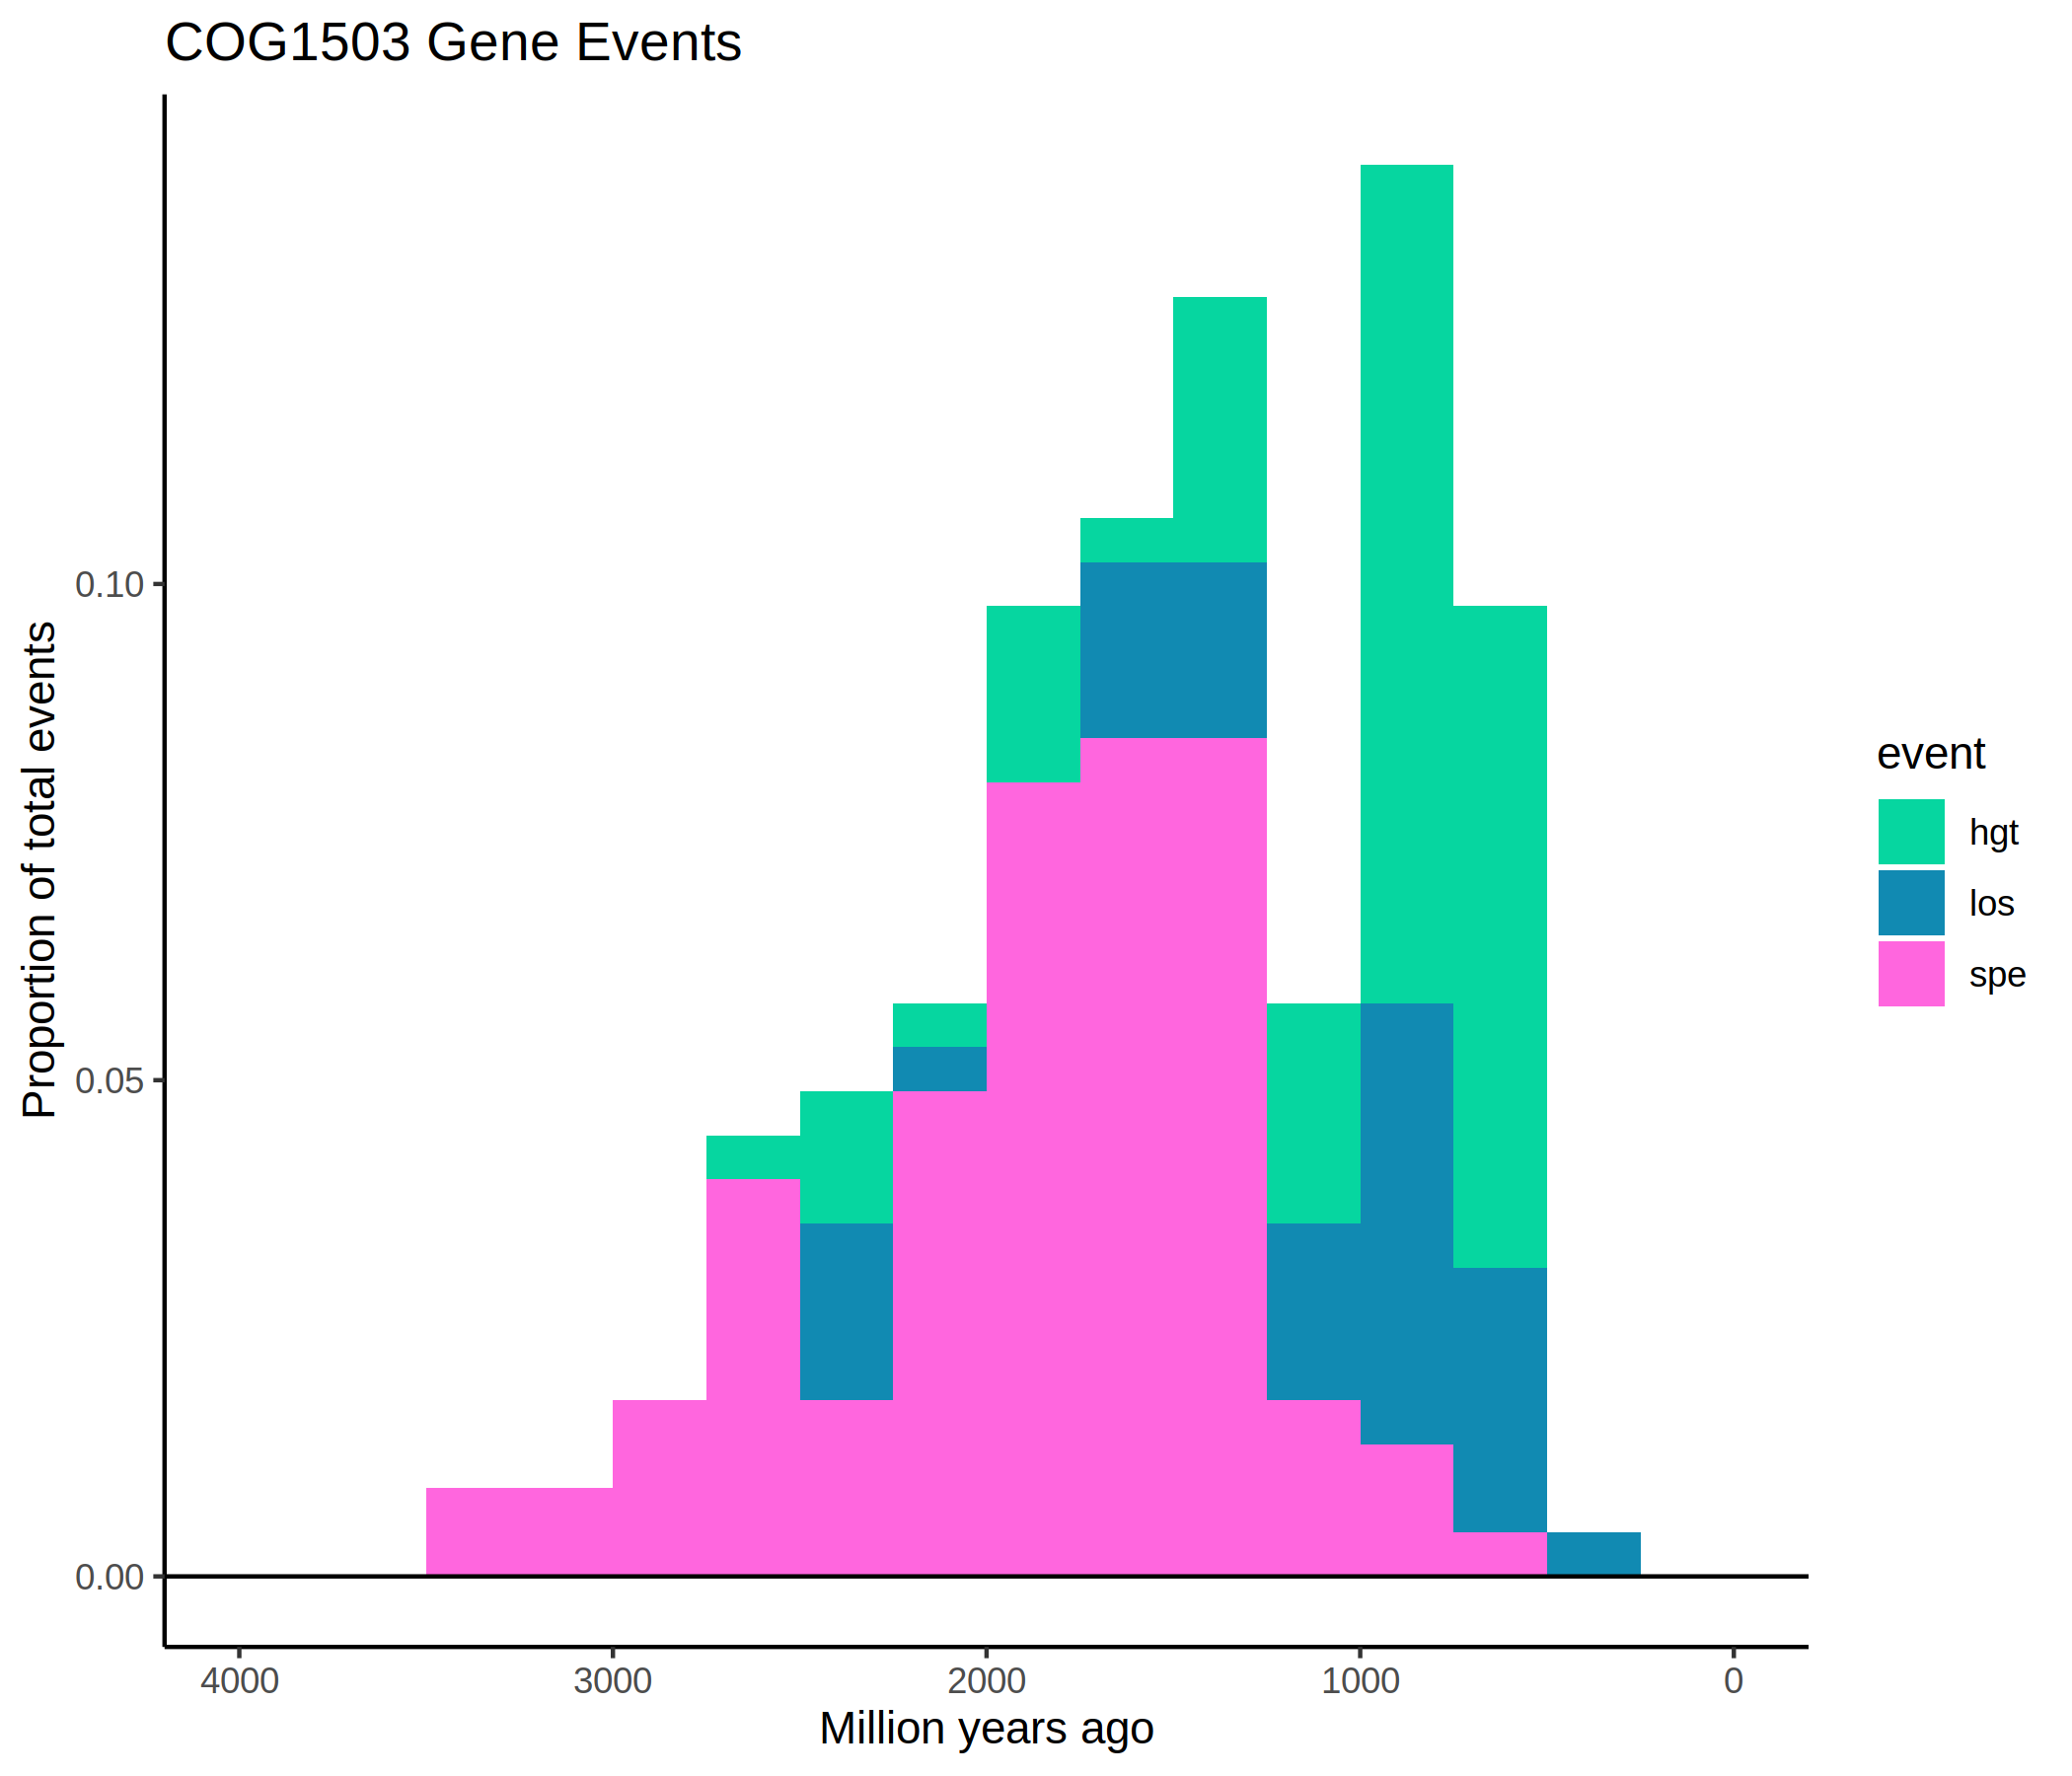 COG1503 Gene Events
Proportion of total events
0.10
0.05
0.00
4000 3000 2000 1000 0
Million years ago
event
hgt
los
spe